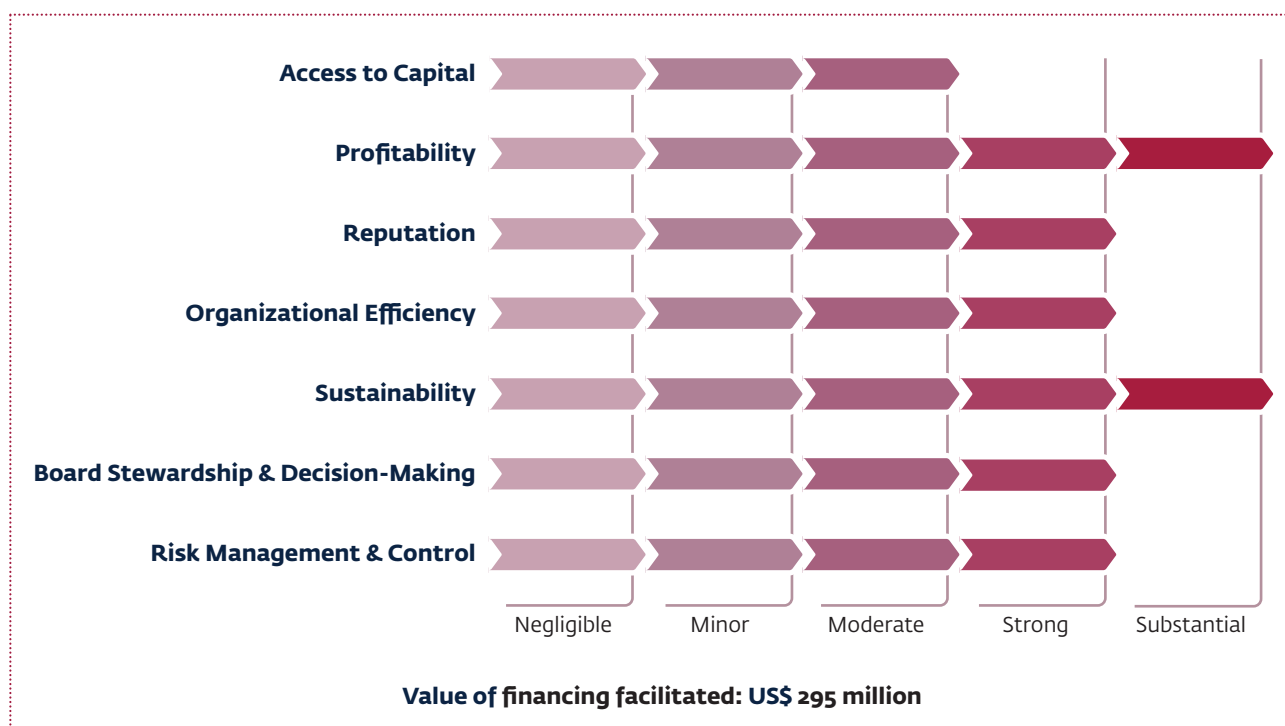 Access to Capital
Profitability
Reputation
Organizational Efficiency
Sustainability
Board Stewardship & Decision-Making
Risk Management & Control
Negligible Minor Moderate Strong Substantial
Value of financing facilitated: US$ 295 million